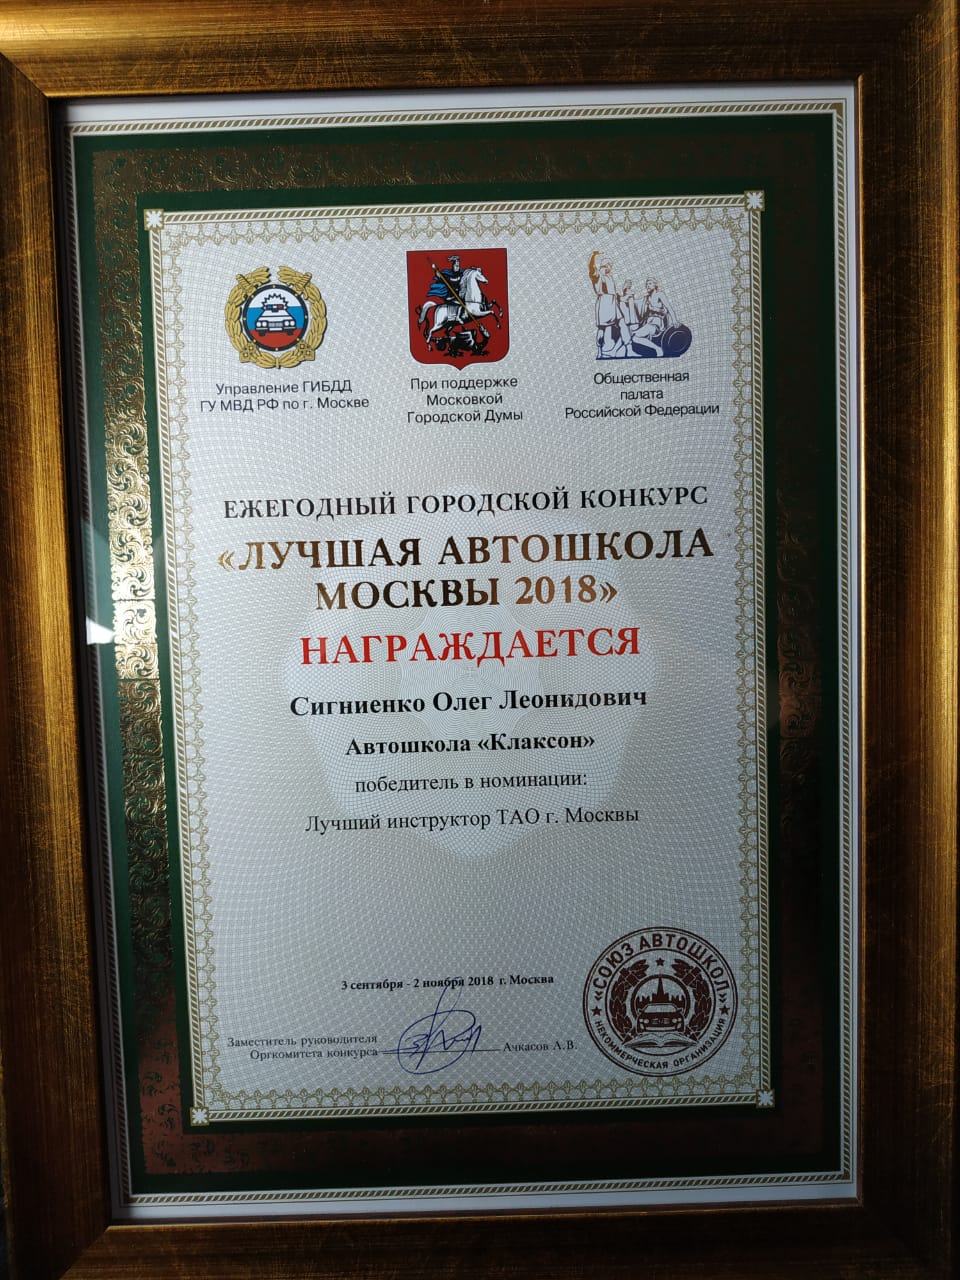 Управление ГИБДД
ГУ МВД РФ по г. Москве
При поддержке
Московкой
Городской Думы
Общественная
палата
Российской Федерации
ЕЖЕГОДНЫЙ ГОРОДСКОЙ КОНКУРС
«ЛУЧШАЯ АВТОШКОЛА
МОСКВЫ 2018»
НАГРАЖДАЕТСЯ
Сигниенко Олег Леонидович
Автошкола «Клаксон»
победитель в номинации:
Лучший инструктор ТАО г. Москвы
3 сентября - 2 ноября 2018 г. Москва
Заместитель руководителя
Оргкомитета конкурса
Ачкасов А.В.
«СОЮЗ АВТОШКОЛ»
НЕКОММЕРЧЕСКАЯ ОРГАНИЗАЦИЯ